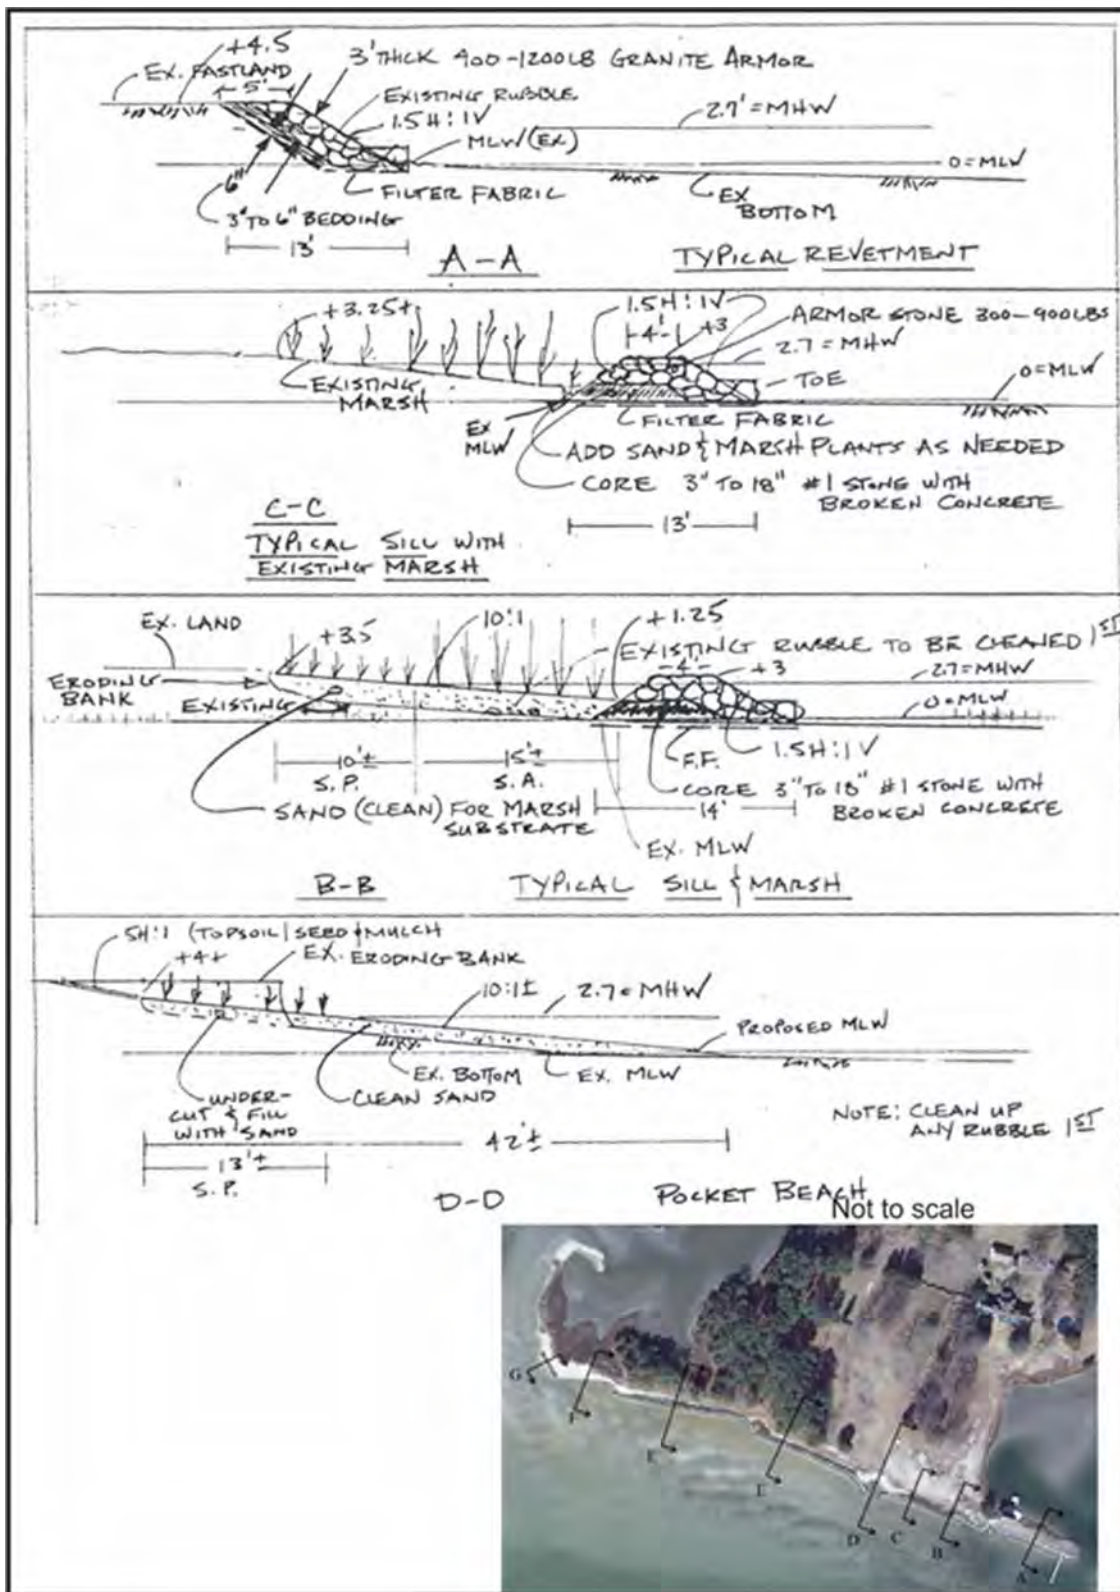 +4.5
EX. FASTLAND
3' THICK 900-1200LB GRANITE ARMOR
5'
EXISTING RUBBLE
1.5H:1V
2.7'=MHW
MLW (EX)
0=MLW
6"
FILTER FABRIC
EX
BOTTOM
3" TO 6" BEDDING
13'
A-A
TYPICAL REVETMENT
1.5H:1V
+3.25±
4'
+3
ARMOR STONE 300-900LBS
2.7=MHW
EXISTING
MARSH
TOE
0=MLW
EX
MLW
FILTER FABRIC
ADD SAND & MARSH PLANTS AS NEEDED
CORE 3" TO 18" #1 STONE WITH
BROKEN CONCRETE
13'
C-C
TYPICAL SILL WITH
EXISTING MARSH
EX. LAND
+3.5
10:1
+1.25
EXISTING RUBBLE TO BE CLEANED 1ST
4'
+3
2.7=MHW
ERODING
BANK
EXISTING
0=MLW
10'±
15'±
F.F.
1.5H:1V
S.P.
S.A.
CORE 3" TO 18" #1 STONE WITH
BROKEN CONCRETE
SAND (CLEAN) FOR MARSH
SUBSTRATE
14'
EX. MLW
B-B
TYPICAL SILL & MARSH
5H:1 (TOPSOIL/SEED & MULCH
+4±
EX. ERODING BANK
10:1±
2.7=MHW
PROPOSED MLW
EX. BOTTOM
EX. MLW
UNDER-
CUT & FILL
WITH SAND
CLEAN SAND
NOTE: CLEAN UP
ANY RUBBLE 1ST
42'±
13'±
S.P.
D-D
POCKET BEACH
Not to scale
G
E
D
C
B
A